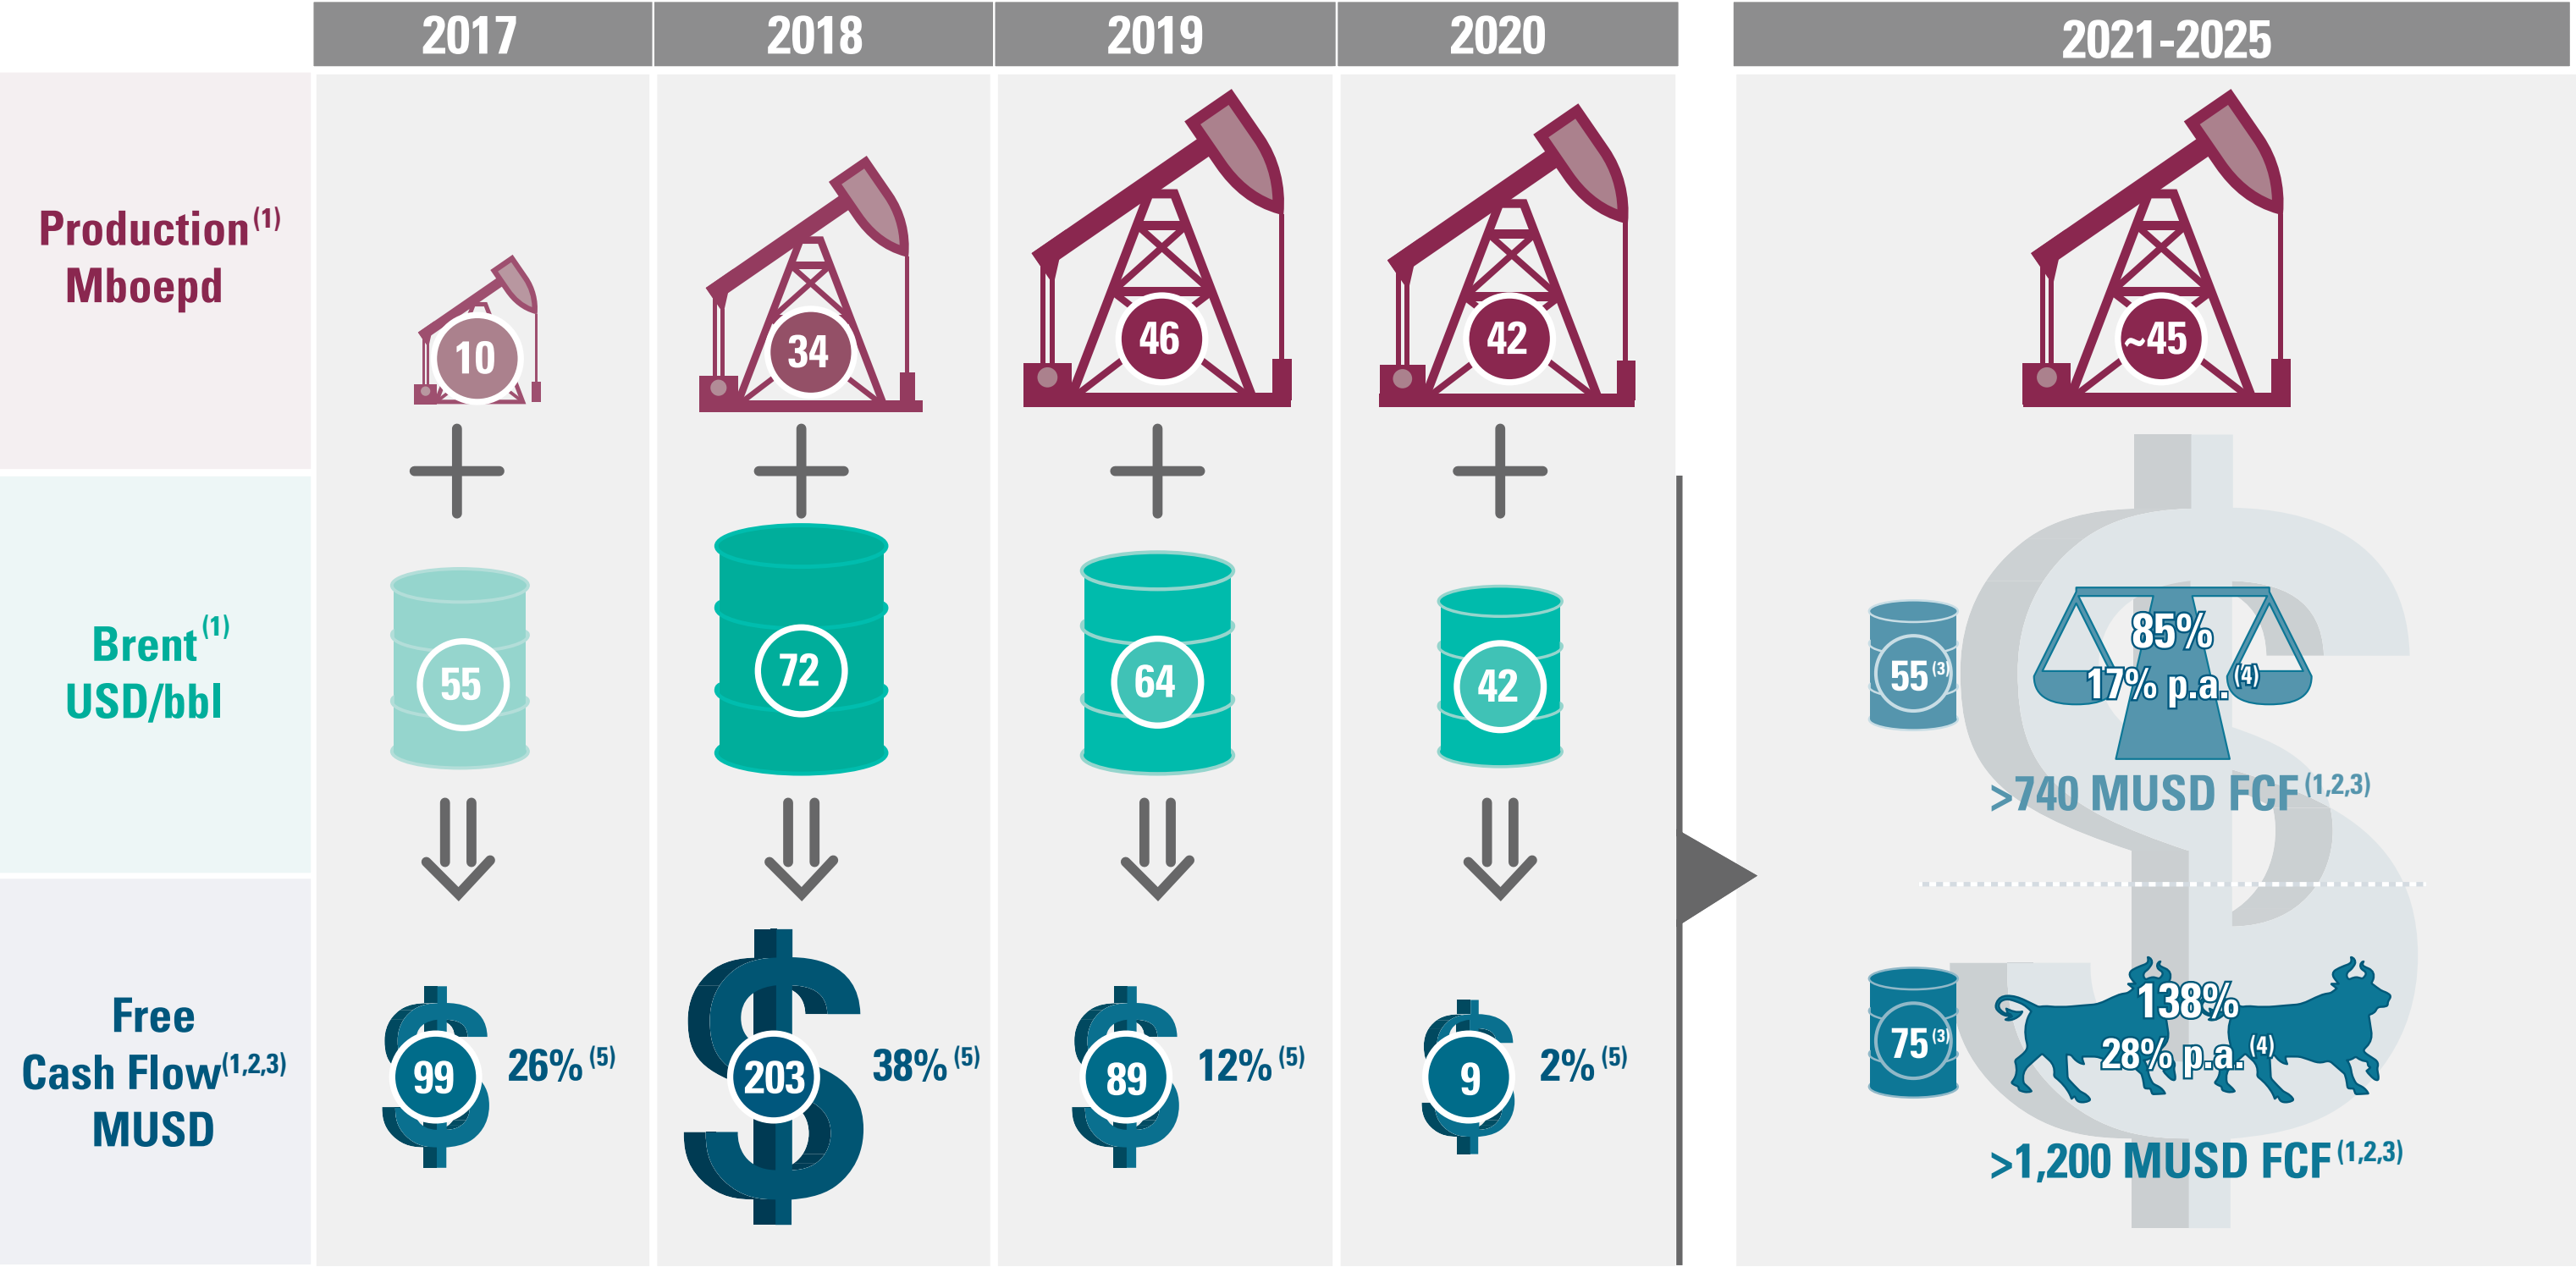 2017 2018 2019 2020 2021-2025
Production(1)
Mboepd
10 34 46 42 ~45
Brent(1)
USD/bbl
55 72 64 42
55(3)
85%
17% p.a.(4)
>740 MUSD FCF(1,2,3)
Free
Cash Flow(1,2,3)
MUSD
99 26%(5) 203 38%(5) 89 12%(5) 9 2%(5)
75(3)
138%
28% p.a.(4)
>1,200 MUSD FCF(1,2,3)